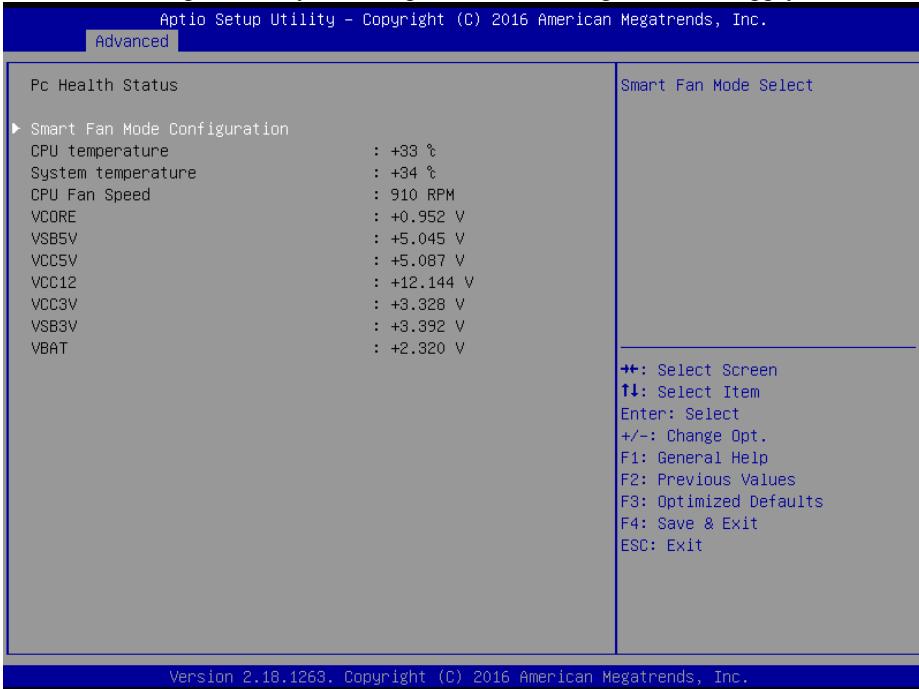 Aptio Setup Utility – Copyright (C) 2016 American Megatrends, Inc.
Advanced
Pc Health Status
Smart Fan Mode Configuration
CPU temperature : +33 ℃
System temperature : +34 ℃
CPU Fan Speed : 910 RPM
VCORE : +0.952 V
VSB5V : +5.045 V
VCC5V : +5.087 V
VCC12 : +12.144 V
VCC3V : +3.328 V
VSB3V : +3.392 V
VBAT : +2.320 V
Smart Fan Mode Select
→←: Select Screen
↑↓: Select Item
Enter: Select
+/-: Change Opt.
F1: General Help
F2: Previous Values
F3: Optimized Defaults
F4: Save & Exit
ESC: Exit
Version 2.18.1263. Copyright (C) 2016 American Megatrends, Inc.